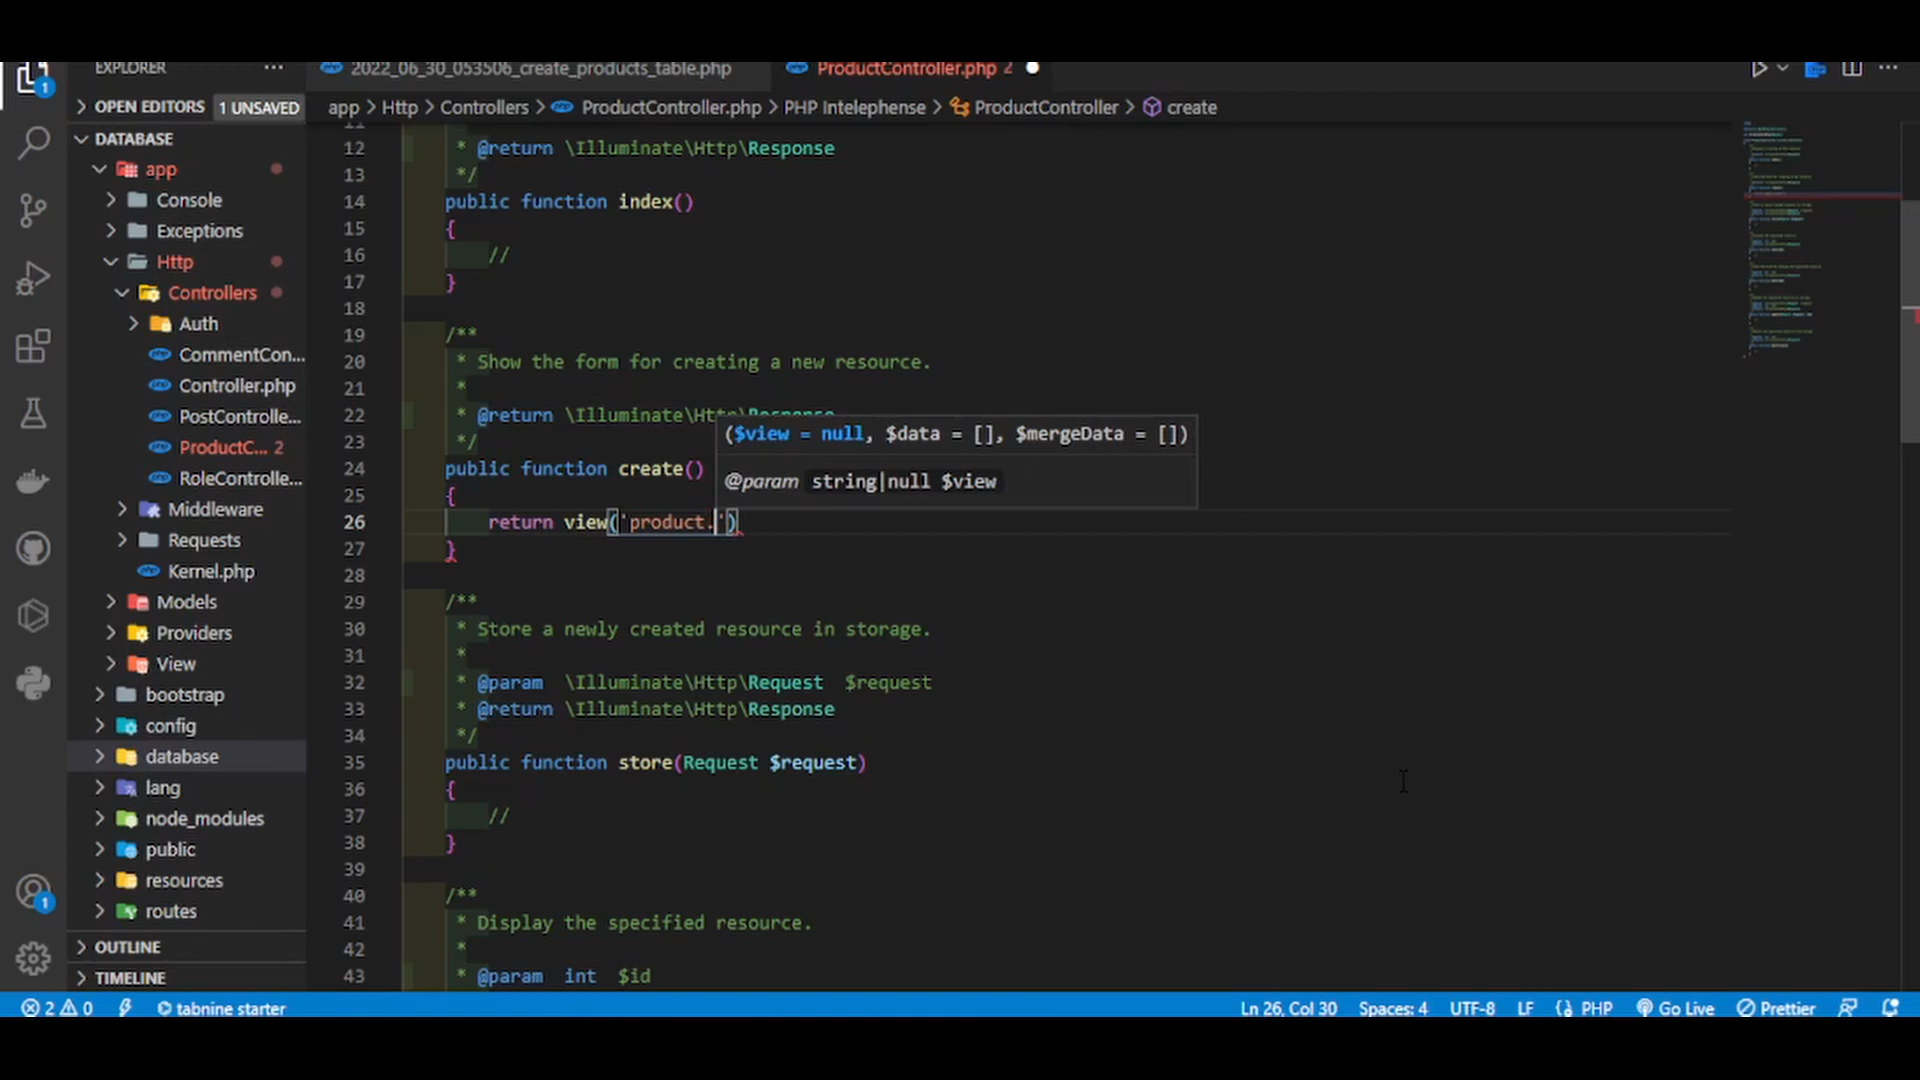 EXPLORER
2022_06_30_053506_create_products_table.php
ProductController.php 2
OPEN EDITORS 1 UNSAVED
app > Http > Controllers > ProductController.php > PHP Intelephense > ProductController > create
DATABASE
app
Console
Exceptions
Http
Controllers
Auth
CommentCon...
Controller.php
PostControlle...
ProductC... 2
RoleControlle...
Middleware
Requests
Kernel.php
Models
Providers
View
bootstrap
config
database
lang
node_modules
public
resources
routes
OUTLINE
TIMELINE
12 * @return \Illuminate\Http\Response
13 */
14 public function index()
15 {
16 //
17 }
18
19 /**
20 * Show the form for creating a new resource.
21 *
22 * @return \Illuminate\Http\Response
23 */
24 public function create()
25 {
26 return view('product.')
27 }
28
29 /**
30 * Store a newly created resource in storage.
31 *
32 * @param \Illuminate\Http\Request $request
33 * @return \Illuminate\Http\Response
34 */
35 public function store(Request $request)
36 {
37 //
38 }
39
40 /**
41 * Display the specified resource.
42 *
43 * @param int $id
($view = null, $data = [], $mergeData = [])
@param string|null $view
1
1
2 0 tabnine starter Ln 26, Col 30 Spaces: 4 UTF-8 LF {} PHP Go Live Prettier